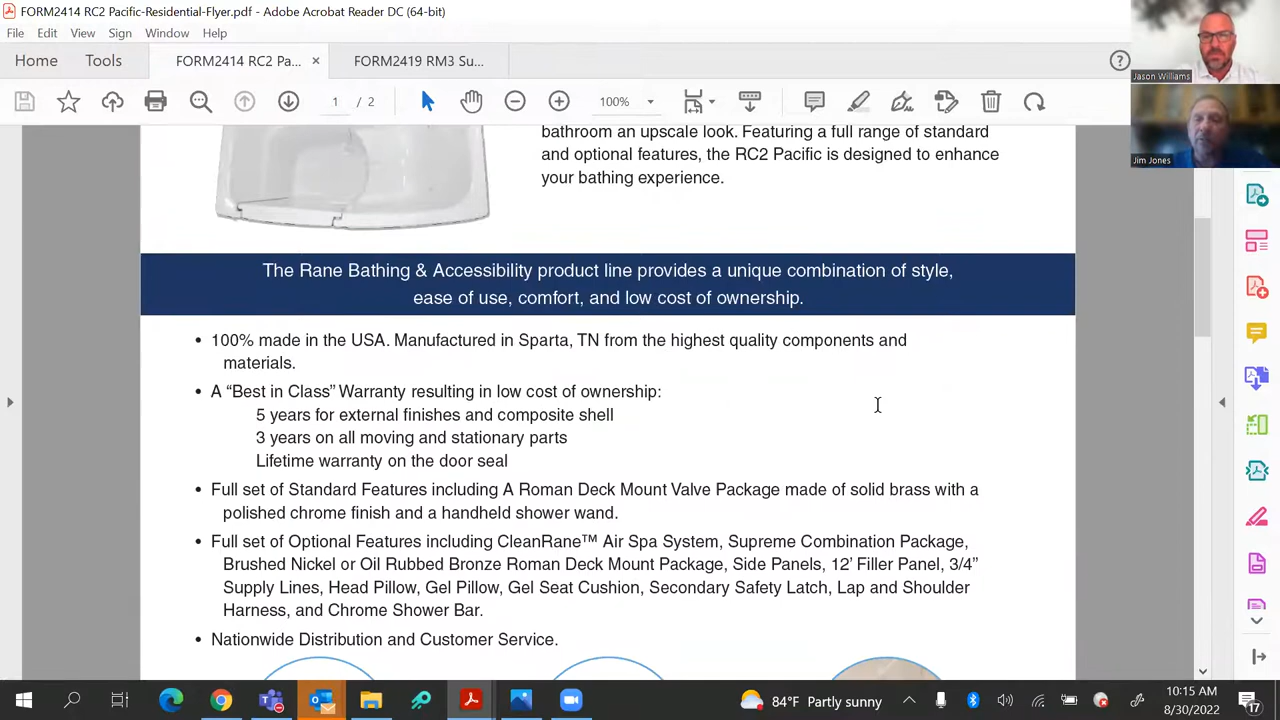 FORM2414 RC2 Pacific-Residential-Flyer.pdf - Adobe Acrobat Reader DC (64-bit)
File Edit View Sign Window Help
Home Tools FORM2414 RC2 Pa... × FORM2419 RM3 Su...
1 / 2 100%
Jason Williams
Jim Jones
bathroom an upscale look. Featuring a full range of standard
and optional features, the RC2 Pacific is designed to enhance
your bathing experience.
The Rane Bathing & Accessibility product line provides a unique combination of style,
ease of use, comfort, and low cost of ownership.
• 100% made in the USA. Manufactured in Sparta, TN from the highest quality components and
materials.
• A “Best in Class” Warranty resulting in low cost of ownership:
5 years for external finishes and composite shell
3 years on all moving and stationary parts
Lifetime warranty on the door seal
• Full set of Standard Features including A Roman Deck Mount Valve Package made of solid brass with a
polished chrome finish and a handheld shower wand.
• Full set of Optional Features including CleanRane™ Air Spa System, Supreme Combination Package,
Brushed Nickel or Oil Rubbed Bronze Roman Deck Mount Package, Side Panels, 12’ Filler Panel, 3/4”
Supply Lines, Head Pillow, Gel Pillow, Gel Seat Cushion, Secondary Safety Latch, Lap and Shoulder
Harness, and Chrome Shower Bar.
• Nationwide Distribution and Customer Service.
84°F Partly sunny
10:15 AM
8/30/2022
17